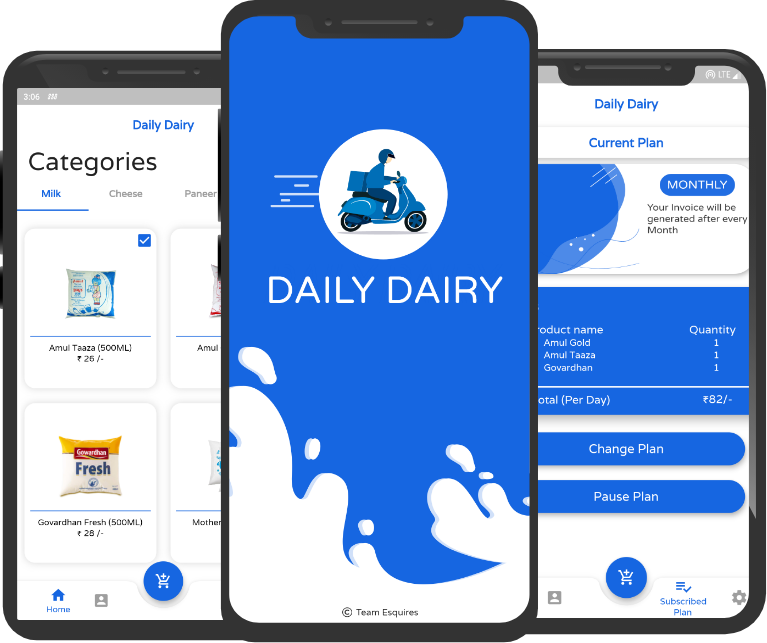 3:06
Daily Dairy
Categories
Milk Cheese Paneer
Amul Taaza (500ML)
₹ 26 /-
Amul
Gowardhan
Fresh
Govardhan Fresh (500ML)
₹ 28 /-
Mother
Home
DAILY DAIRY
© Team Esquires
LTE
Daily Dairy
Current Plan
MONTHLY
Your Invoice will be
generated after every
Month
roduct name Quantity
Amul Gold 1
Amul Taaza 1
Govardhan 1
otal (Per Day) ₹82/-
Change Plan
Pause Plan
Subscribed
Plan